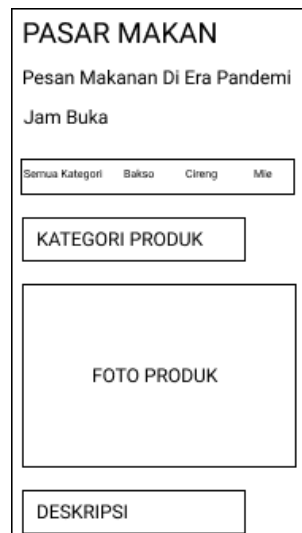 PASAR MAKAN
Pesan Makanan Di Era Pandemi
Jam Buka
Semua Kategori Bakso Cireng Mie
KATEGORI PRODUK
FOTO PRODUK
DESKRIPSI